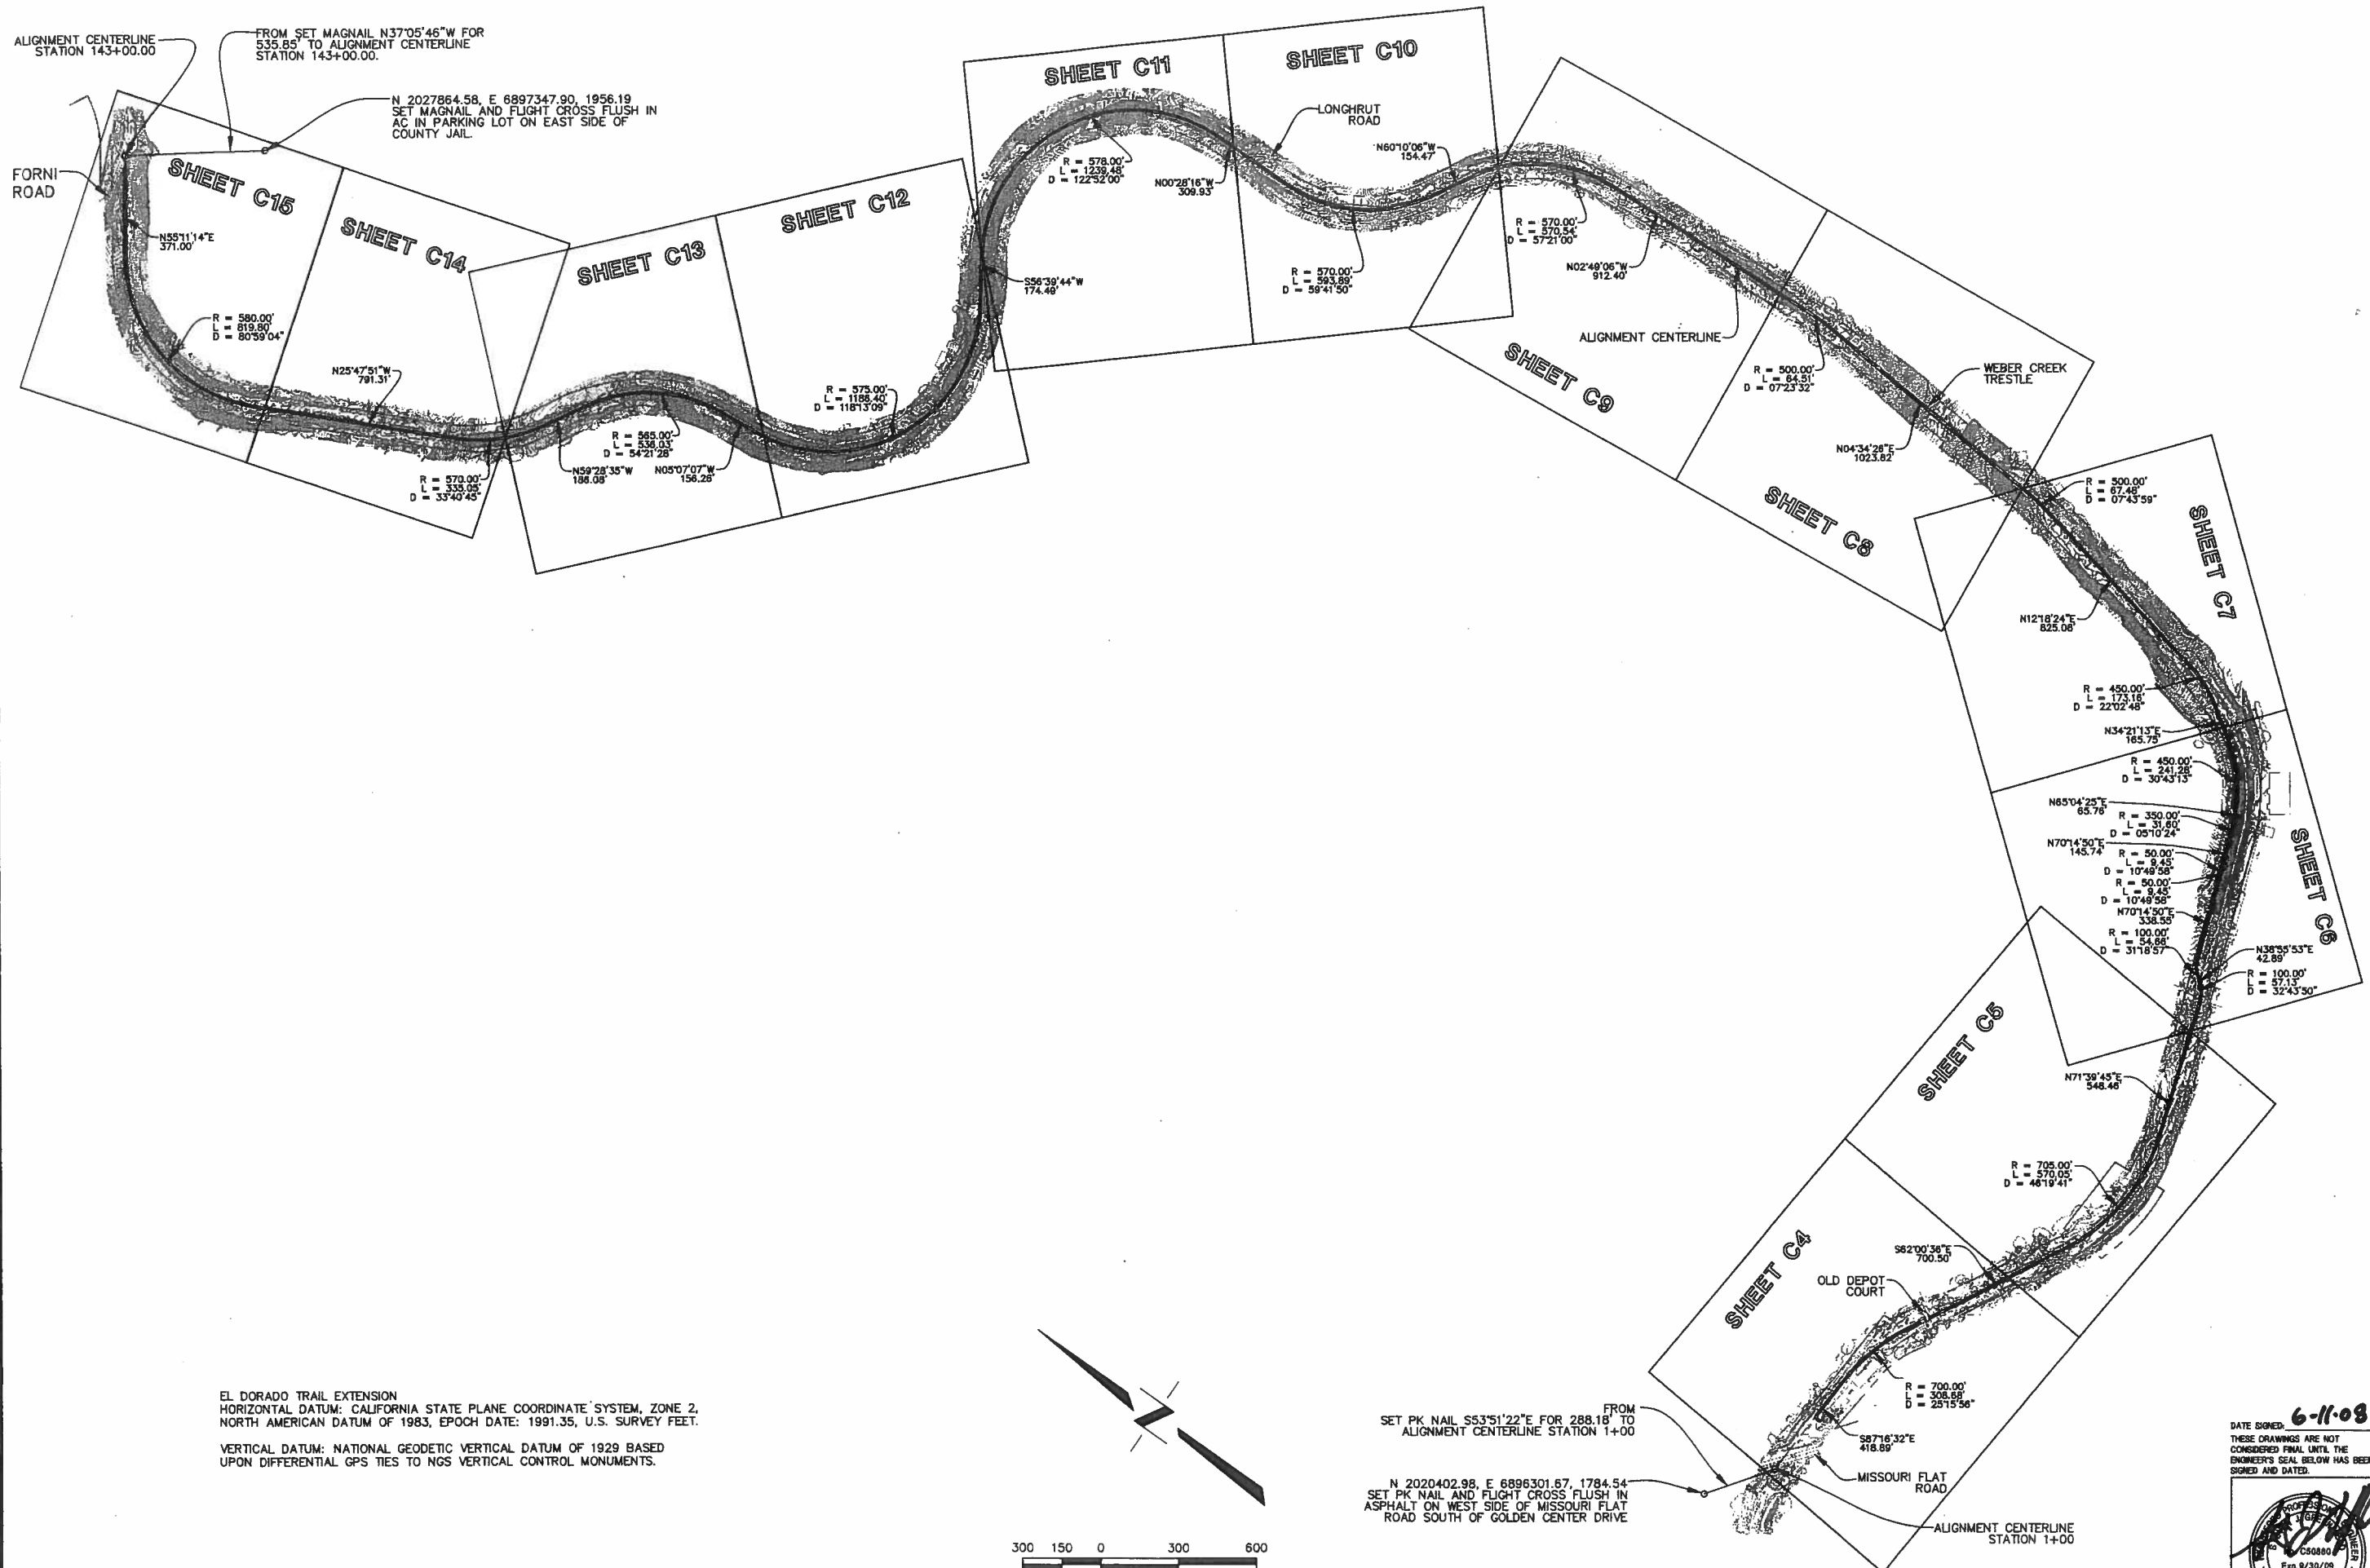 ALIGNMENT CENTERLINE
STATION 143+00.00
FROM SET MAGNAIL N37°05'46"W FOR
535.85' TO ALIGNMENT CENTERLINE
STATION 143+00.00.
N 2027864.58, E 6897347.90, 1956.19
SET MAGNAIL AND FLIGHT CROSS FLUSH IN
AC IN PARKING LOT ON EAST SIDE OF
COUNTY JAIL.
FORNI
ROAD
SHEET C15
N55°11'14"E
371.00'
R = 580.00'
L = 819.80'
D = 80°59'04"
SHEET C14
N25°47'51"W
791.31'
R = 570.00'
L = 335.05'
D = 33°40'45"
SHEET C13
N59°28'35"W
188.08'
R = 565.00'
L = 536.03'
D = 54°21'28"
N05°07'07"W
156.26'
SHEET C12
R = 575.00'
L = 1186.40'
D = 118°13'09"
S56°39'44"W
174.49'
SHEET C11
R = 578.00'
L = 1239.48'
D = 122°52'00"
N00°28'16"W
309.93'
SHEET C10
LONGHRUT
ROAD
N60°10'06"W
154.47'
R = 570.00'
L = 593.89'
D = 59°41'50"
R = 570.00'
L = 570.54'
D = 57°21'00"
N02°49'06"W
912.40'
ALIGNMENT CENTERLINE
SHEET C9
R = 500.00'
L = 64.51'
D = 07°23'32"
WEBER CREEK
TRESTLE
N04°34'26"E
1023.82'
SHEET C8
R = 500.00'
L = 67.48'
D = 07°43'59"
SHEET C7
N12°18'24"E
825.08'
R = 450.00'
L = 173.16'
D = 22°02'48"
N34°21'13"E
165.75'
R = 450.00'
L = 241.28'
D = 30°43'13"
N65°04'25"E
65.76'
R = 350.00'
L = 31.60'
D = 05°10'24"
N70°14'50"E
145.74'
R = 50.00'
L = 9.45'
D = 10°49'58"
R = 50.00'
L = 9.45'
D = 10°49'58"
N70°14'50"E
338.55'
R = 100.00'
L = 54.66'
D = 31°18'57"
SHEET C6
N38°55'53"E
42.89'
R = 100.00'
L = 57.13'
D = 32°43'50"
SHEET C5
N71°39'45"E
548.46'
R = 705.00'
L = 570.05'
D = 46°19'41"
SHEET C4
S62°00'36"E
700.50'
OLD DEPOT
COURT
R = 700.00'
L = 308.68'
D = 25°15'56"
S87°16'32"E
418.89'
MISSOURI FLAT
ROAD
ALIGNMENT CENTERLINE
STATION 1+00
FROM
SET PK NAIL S53°51'22"E FOR 288.18' TO
ALIGNMENT CENTERLINE STATION 1+00
N 2020402.98, E 6896301.67, 1784.54
SET PK NAIL AND FLIGHT CROSS FLUSH IN
ASPHALT ON WEST SIDE OF MISSOURI FLAT
ROAD SOUTH OF GOLDEN CENTER DRIVE
EL DORADO TRAIL EXTENSION
HORIZONTAL DATUM: CALIFORNIA STATE PLANE COORDINATE SYSTEM, ZONE 2,
NORTH AMERICAN DATUM OF 1983, EPOCH DATE: 1991.35, U.S. SURVEY FEET.
VERTICAL DATUM: NATIONAL GEODETIC VERTICAL DATUM OF 1929 BASED
UPON DIFFERENTIAL GPS TIES TO NGS VERTICAL CONTROL MONUMENTS.
300 150 0 300 600
DATE SIGNED: 6-11-08
THESE DRAWINGS ARE NOT
CONSIDERED FINAL UNTIL THE
ENGINEER'S SEAL BELOW HAS BEEN
SIGNED AND DATED.
C50880
Exp 9/30/09